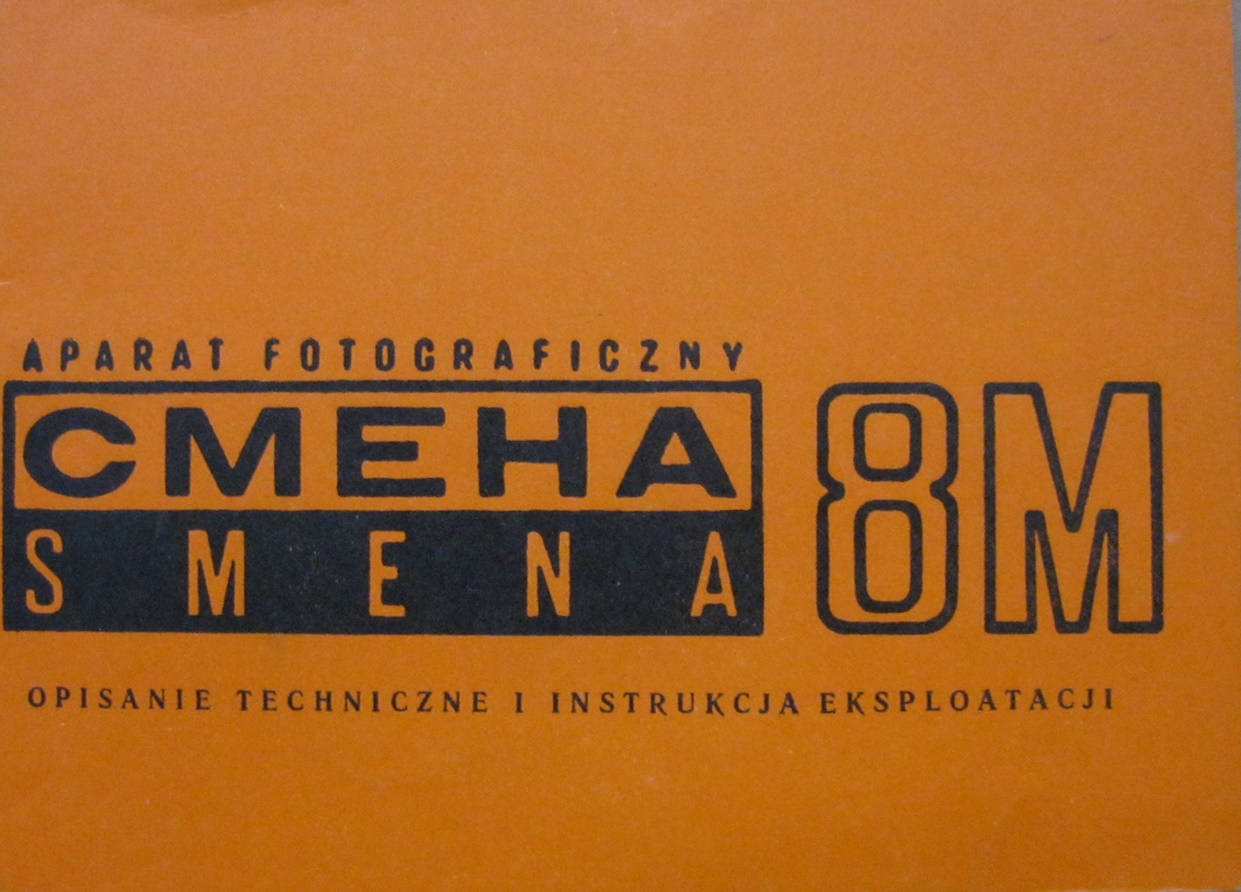 APARAT FOTOGRAFICZNY
СМЕНА 8M
SMENA
OPISANIE TECHNICZNE I INSTRUKCJA EKSPLOATACJI